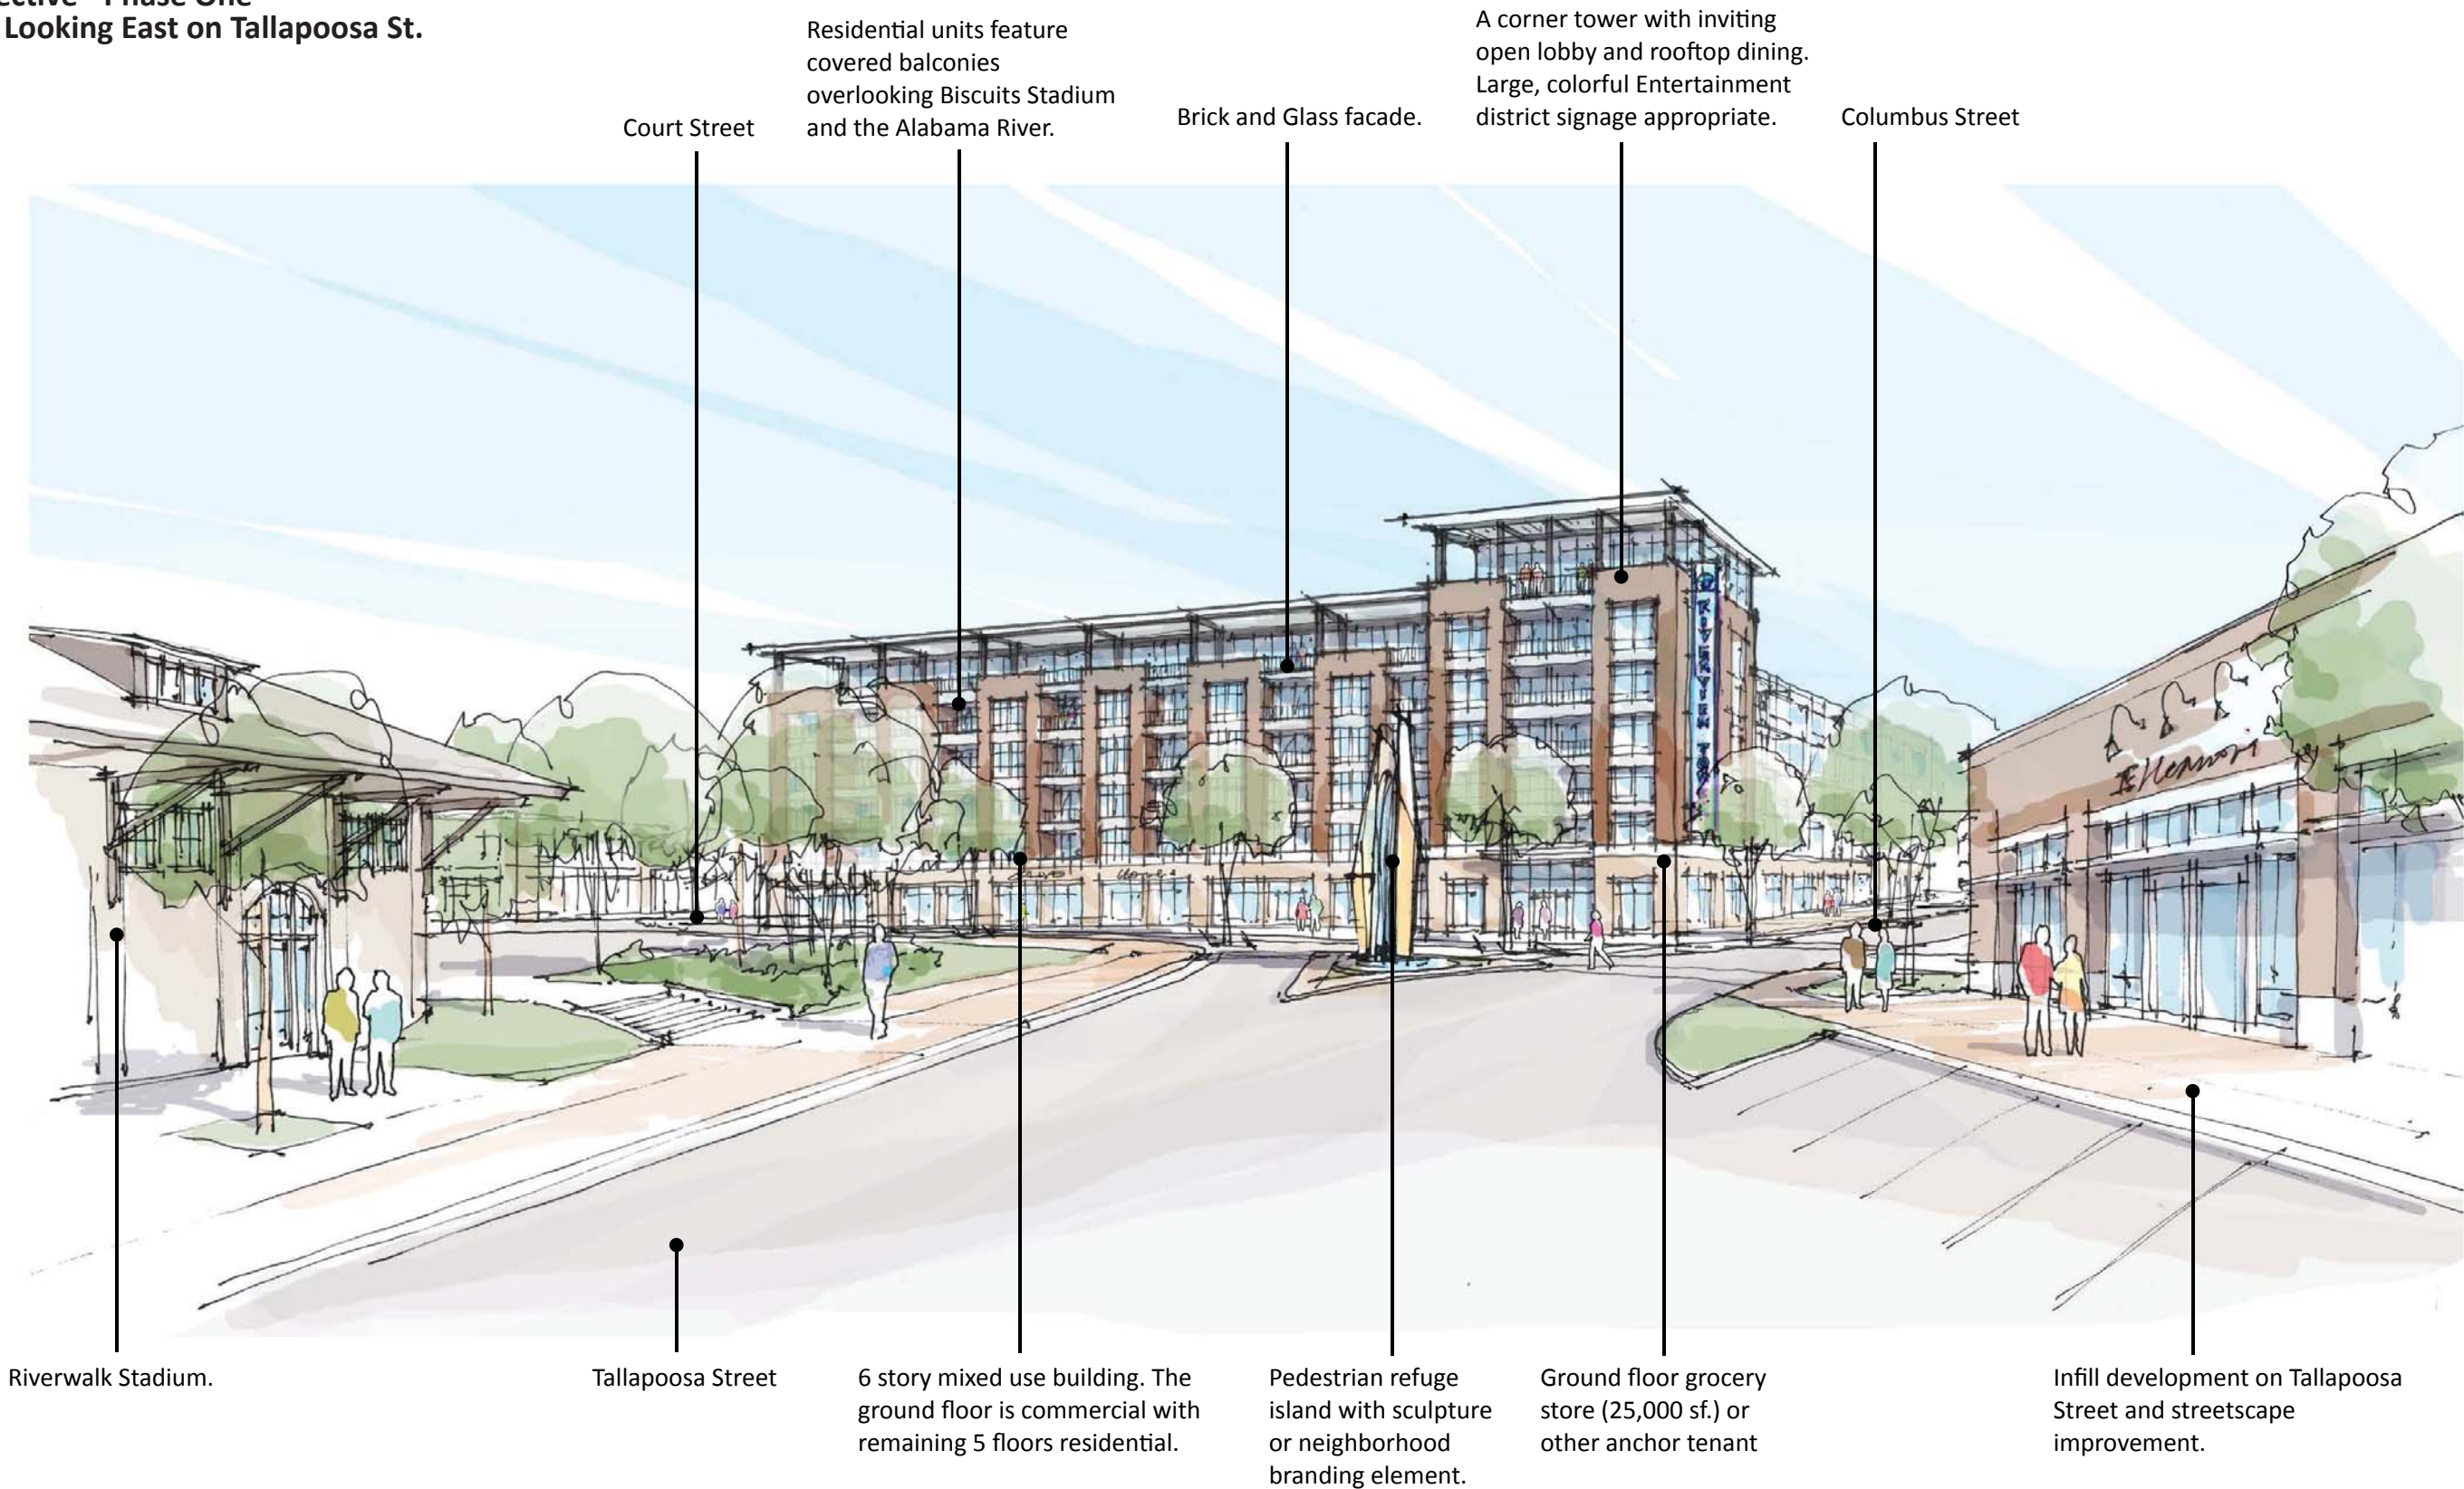 Phase One
Looking East on Tallapoosa St.
Residential units feature
covered balconies
overlooking Biscuits Stadium
and the Alabama River.
Court Street
Brick and Glass facade.
A corner tower with inviting
open lobby and rooftop dining.
Large, colorful Entertainment
district signage appropriate.
Columbus Street
RIVERVIEW
Riverwalk Stadium.
Tallapoosa Street
6 story mixed use building. The
ground floor is commercial with
remaining 5 floors residential.
Pedestrian refuge
island with sculpture
or neighborhood
branding element.
Ground floor grocery
store (25,000 sf.) or
other anchor tenant
Infill development on Tallapoosa
Street and streetscape
improvement.